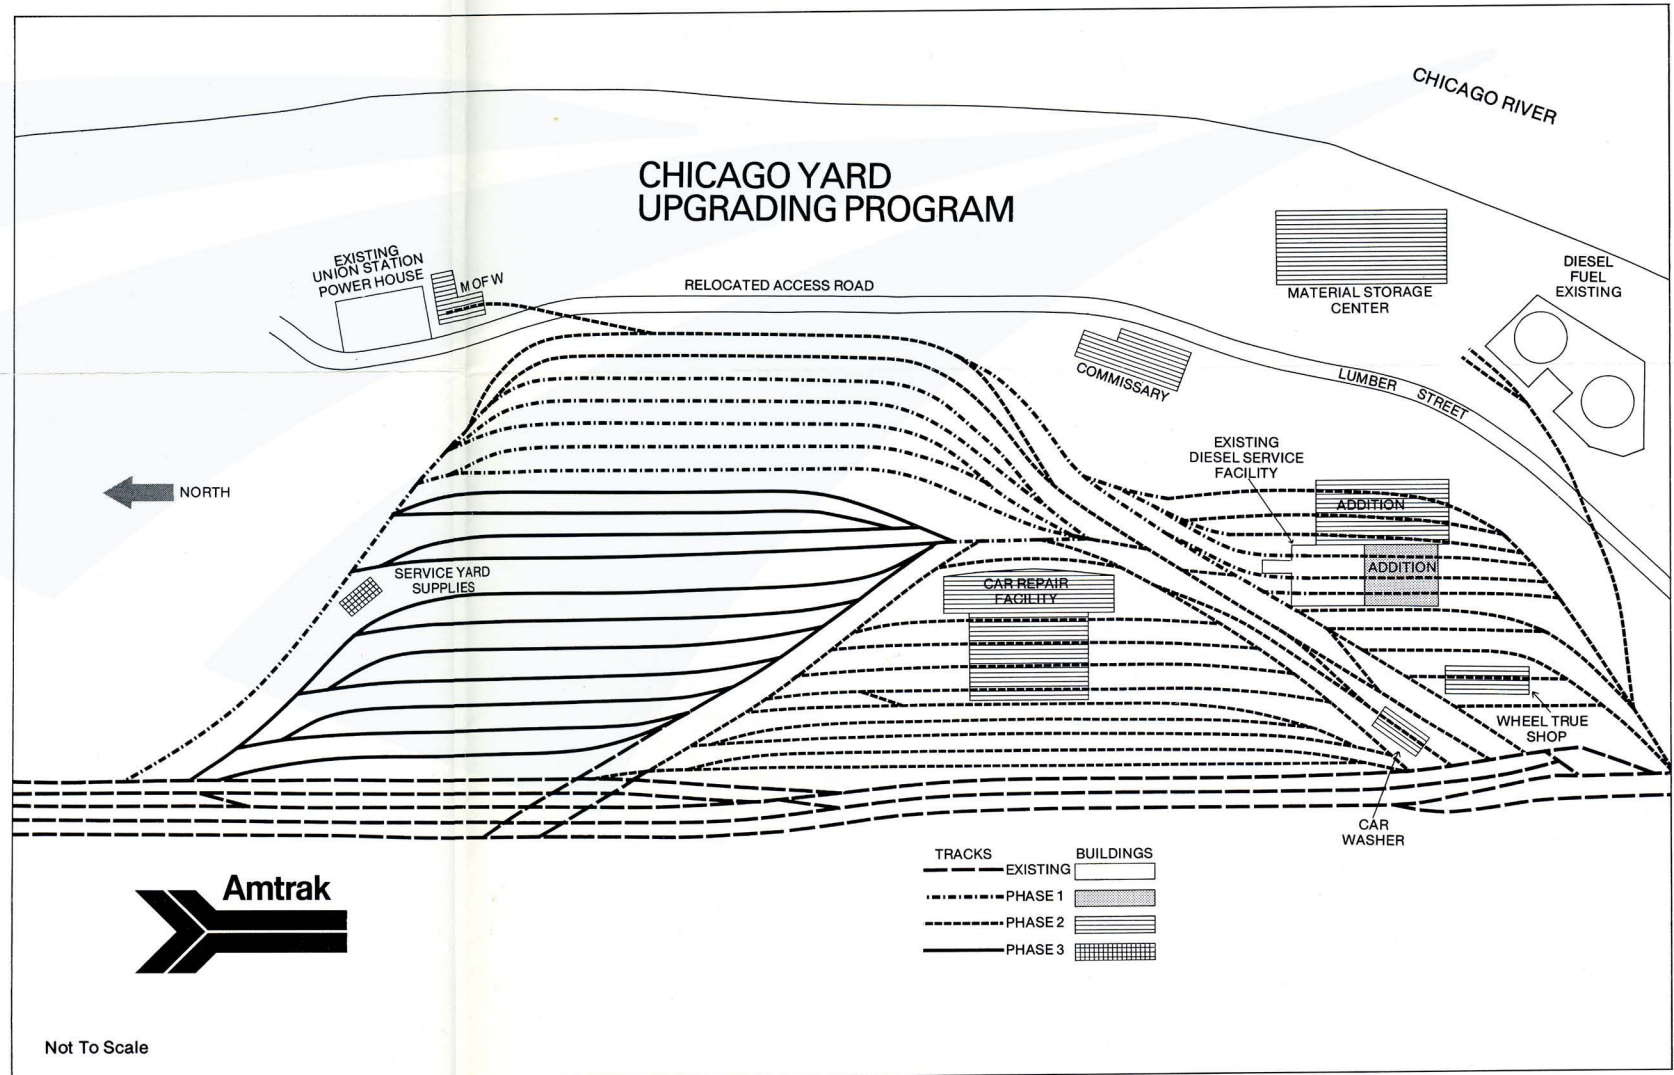 CHICAGO RIVER
CHICAGO YARD
UPGRADING PROGRAM
EXISTING
UNION STATION
POWER HOUSE
M OF W
RELOCATED ACCESS ROAD
MATERIAL STORAGE
CENTER
DIESEL
FUEL
EXISTING
COMMISSARY
LUMBER STREET
EXISTING
DIESEL SERVICE
FACILITY
NORTH
ADDITION
ADDITION
SERVICE YARD
SUPPLIES
CAR REPAIR
FACILITY
WHEEL TRUE
SHOP
CAR
WASHER
TRACKS BUILDINGS
EXISTING
PHASE 1
PHASE 2
PHASE 3
Amtrak
Not To Scale